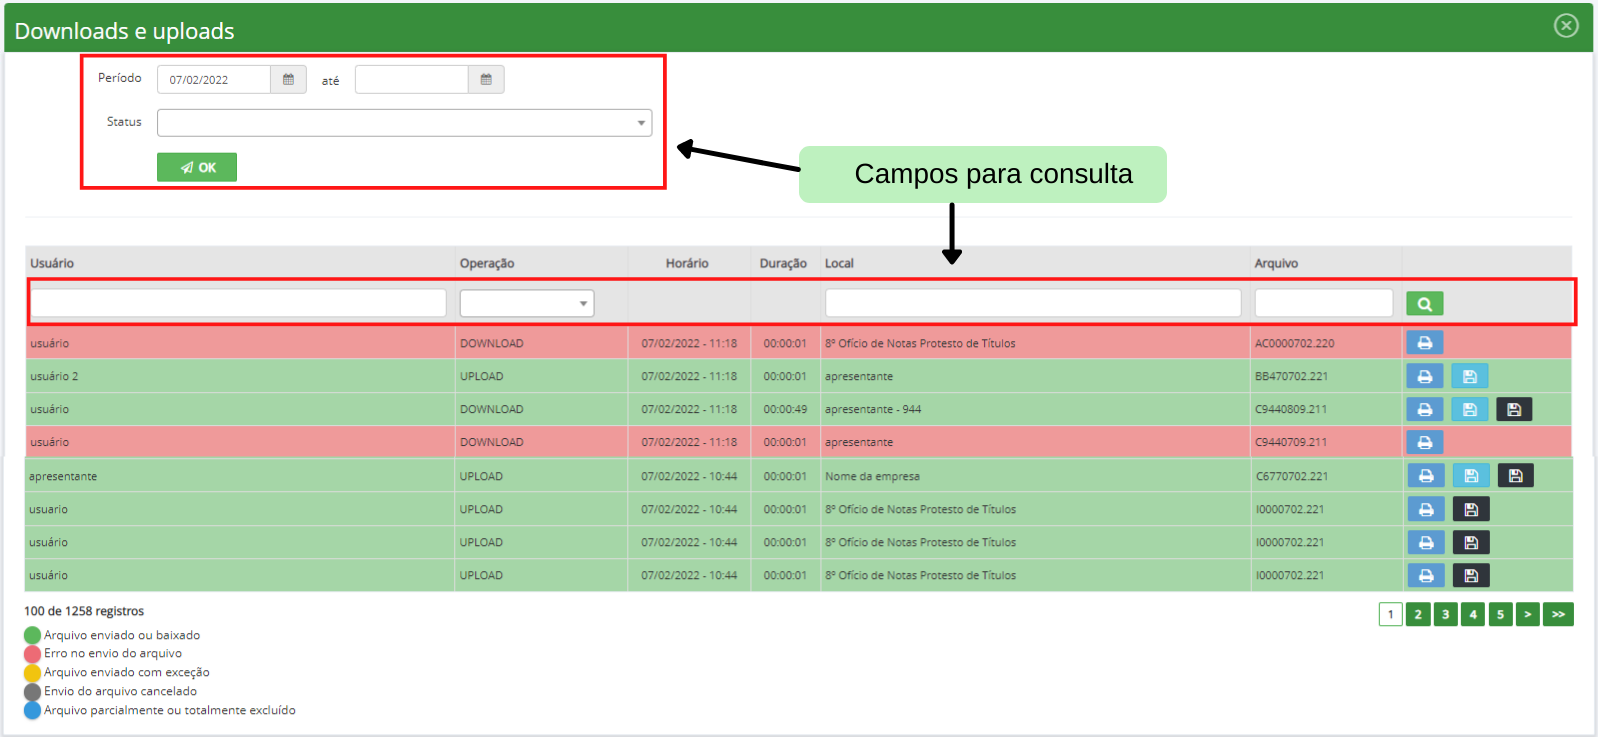 Downloads e uploads
Período 07/02/2022 até
Status
OK
Campos para consulta
Usuário Operação Horário Duração Local Arquivo
usuário DOWNLOAD 07/02/2022 - 11:18 00:00:01 8º Ofício de Notas Protesto de Títulos AC0000702.220
usuário 2 UPLOAD 07/02/2022 - 11:18 00:00:01 apresentante BB470702.221
usuário DOWNLOAD 07/02/2022 - 11:18 00:00:49 apresentante - 944 C9440809.211
usuário DOWNLOAD 07/02/2022 - 11:18 00:00:01 apresentante C9440709.211
apresentante UPLOAD 07/02/2022 - 10:44 00:00:01 Nome da empresa C6770702.221
usuario UPLOAD 07/02/2022 - 10:44 00:00:01 8º Ofício de Notas Protesto de Títulos I0000702.221
usuário UPLOAD 07/02/2022 - 10:44 00:00:01 8º Ofício de Notas Protesto de Títulos I0000702.221
usuário UPLOAD 07/02/2022 - 10:44 00:00:01 8º Ofício de Notas Protesto de Títulos I0000702.221
100 de 1258 registros 1 2 3 4 5 > >>
Arquivo enviado ou baixado
Erro no envio do arquivo
Arquivo enviado com exceção
Envio do arquivo cancelado
Arquivo parcialmente ou totalmente excluído